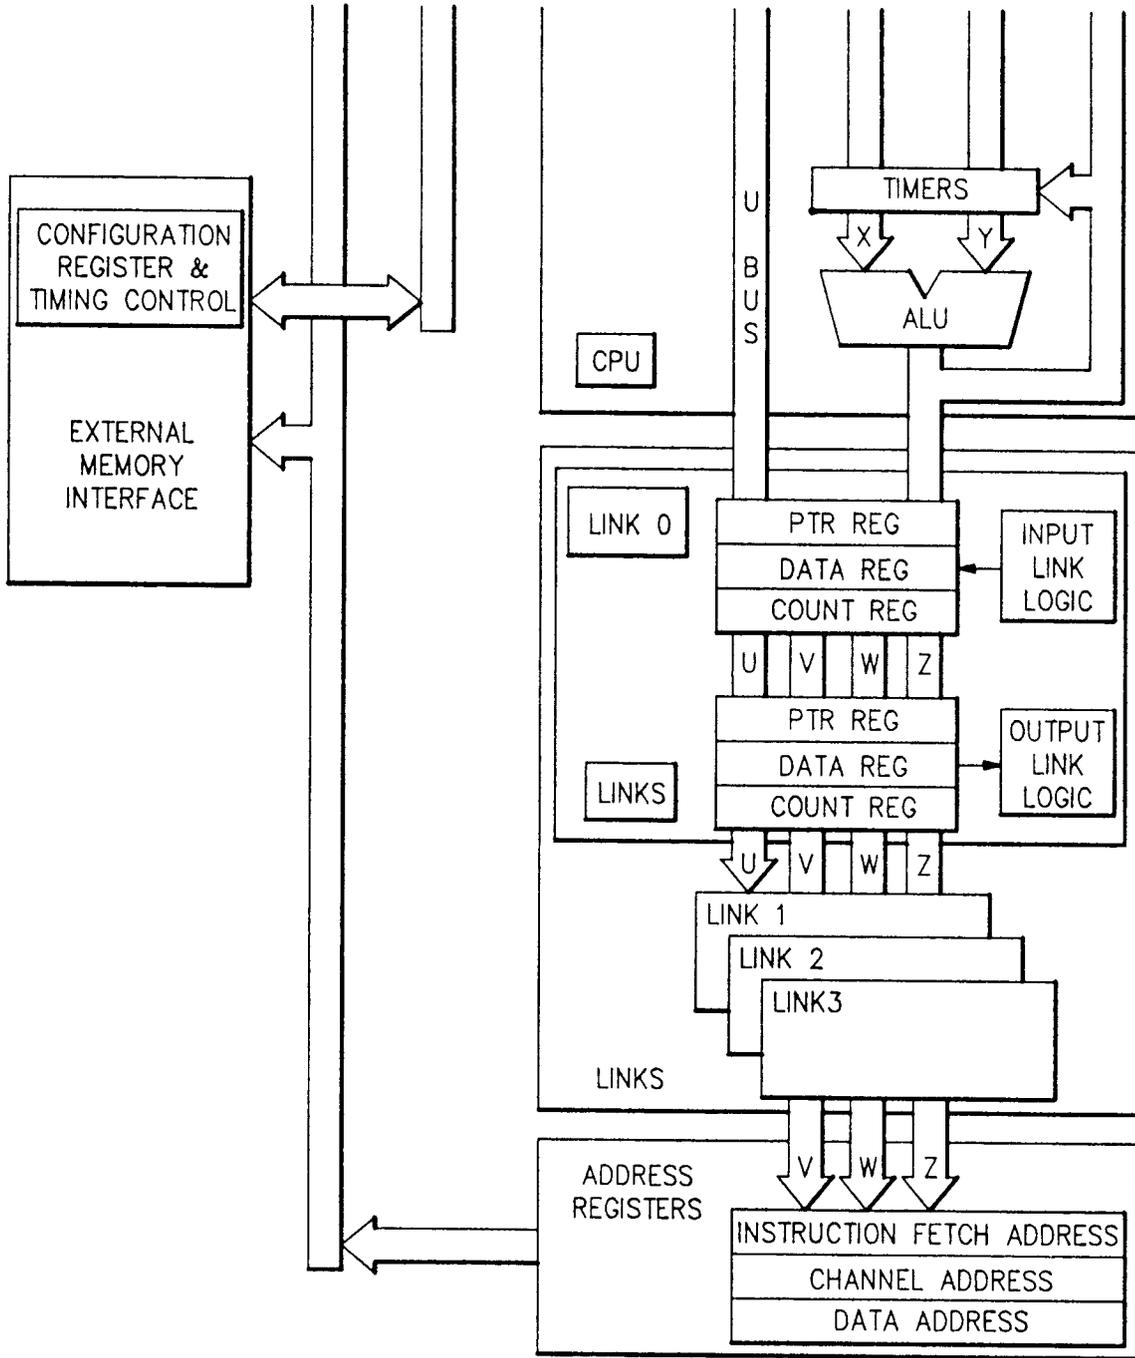 CONFIGURATION
REGISTER &
TIMING CONTROL
EXTERNAL
MEMORY
INTERFACE
U BUS
TIMERS
X
Y
ALU
CPU
LINK 0
PTR REG
DATA REG
COUNT REG
INPUT
LINK
LOGIC
U
V
W
Z
PTR REG
DATA REG
COUNT REG
OUTPUT
LINK
LOGIC
LINKS
U
V
W
Z
LINK 1
LINK 2
LINK3
LINKS
V
W
Z
ADDRESS
REGISTERS
INSTRUCTION FETCH ADDRESS
CHANNEL ADDRESS
DATA ADDRESS